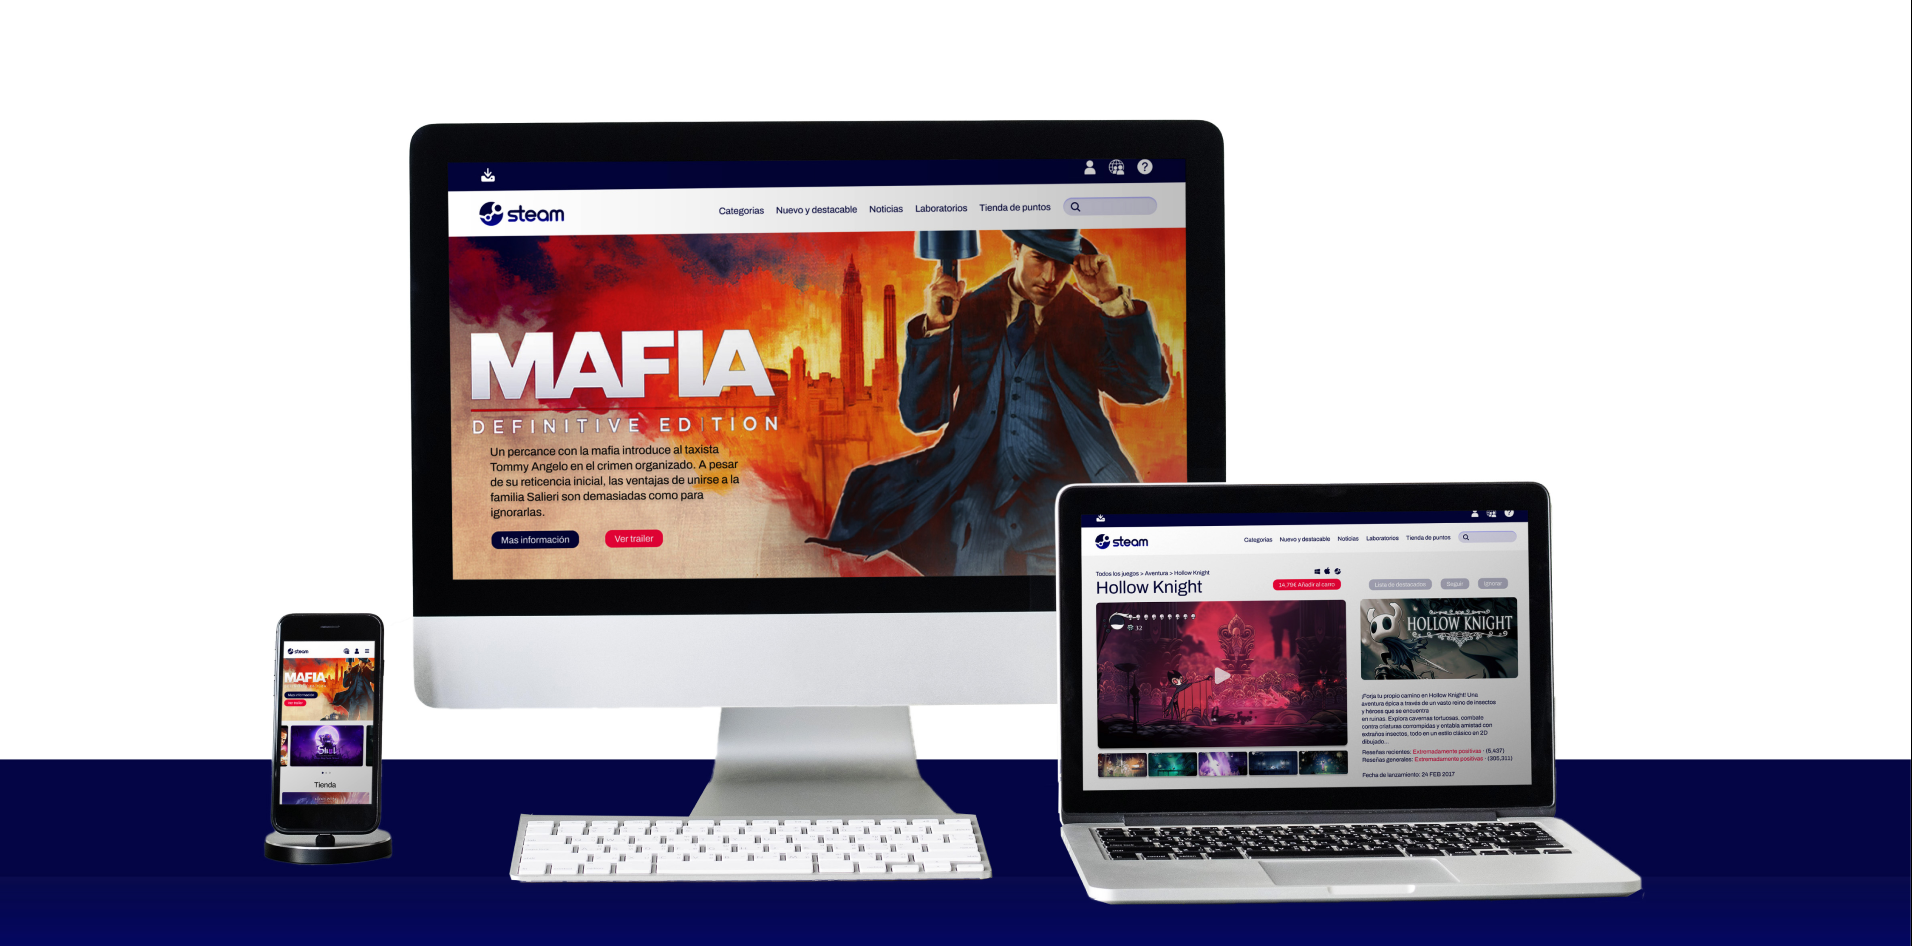 steam
Categorias Nuevo y destacable Noticias Laboratorios Tienda de puntos
MAFIA
DEFINITIVE EDITION
Un percance con la mafia introduce al taxista
Tommy Angelo en el crimen organizado. A pesar
de su reticencia inicial, las ventajas de unirse a la
familia Salieri son demasiadas como para
ignorarlas.
Mas información Ver trailer
steam
Categorias Nuevo y destacable Noticias Laboratorios Tienda de puntos
Todos los juegos > Aventura > Hollow Knight
Hollow Knight
14,79€ Añadir al carro
Lista de destacados Seguir Ignorar
32
HOLLOW KNIGHT
¡Forja tu propio camino en Hollow Knight! Una
aventura épica a través de un vasto reino de insectos
y héroes que se encuentra
en ruinas. Explora cavernas tortuosas, combate
contra criaturas corrompidas y entabla amistad con
extraños insectos, todo en un estilo clásico en 2D
dibujado...
Reseñas recientes: Extremadamente positivas - (5,437)
Reseñas generales: Extremadamente positivas - (305,311)
Fecha de lanzamiento: 24 FEB 2017
steam
MAFIA
Mas información
Ver trailer
Tienda